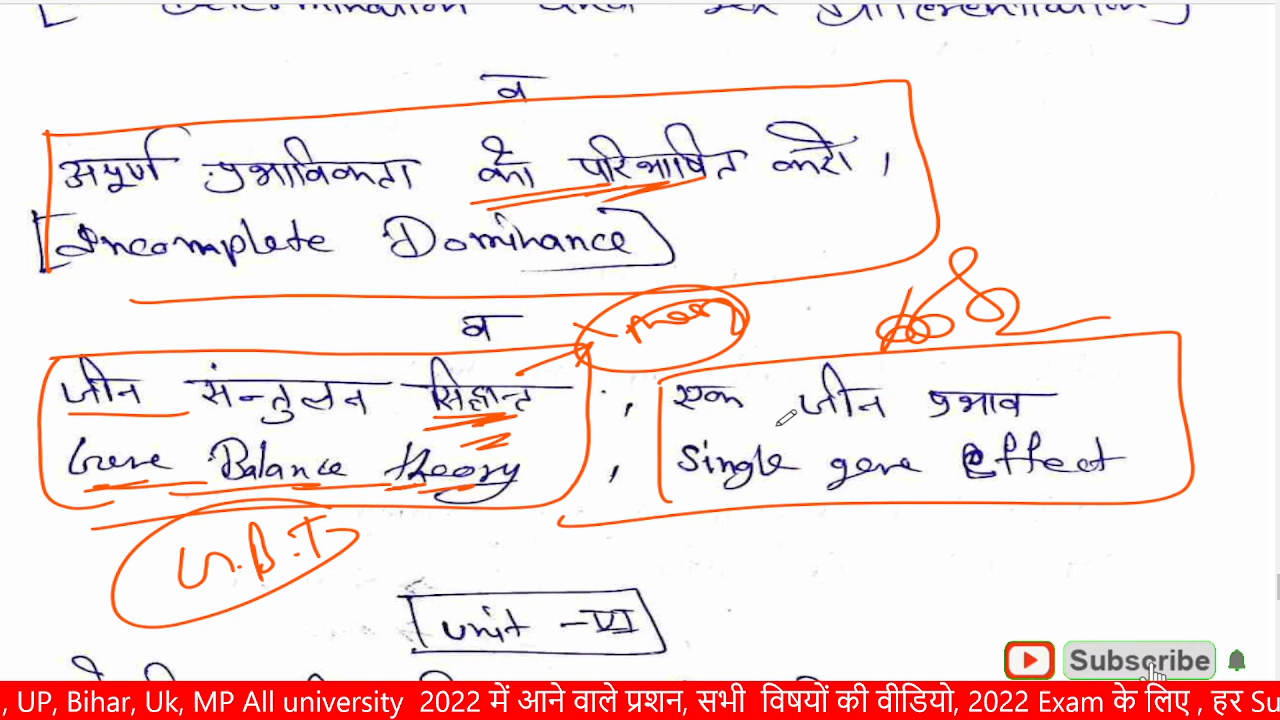 व
अपूर्ण प्रभाविकता को परिभाषित करो ।
[Incomplete Dominance]
व
जीन संन्तुलन सिद्धान्त , एक जीन प्रभाव
Gene Balance theory , Single gene Effect
G.B.T
Unit - VI
Subscribe
, UP, Bihar, Uk, MP All university 2022 में आने वाले प्रशन, सभी विषयों की वीडियो, 2022 Exam के लिए , हर Su